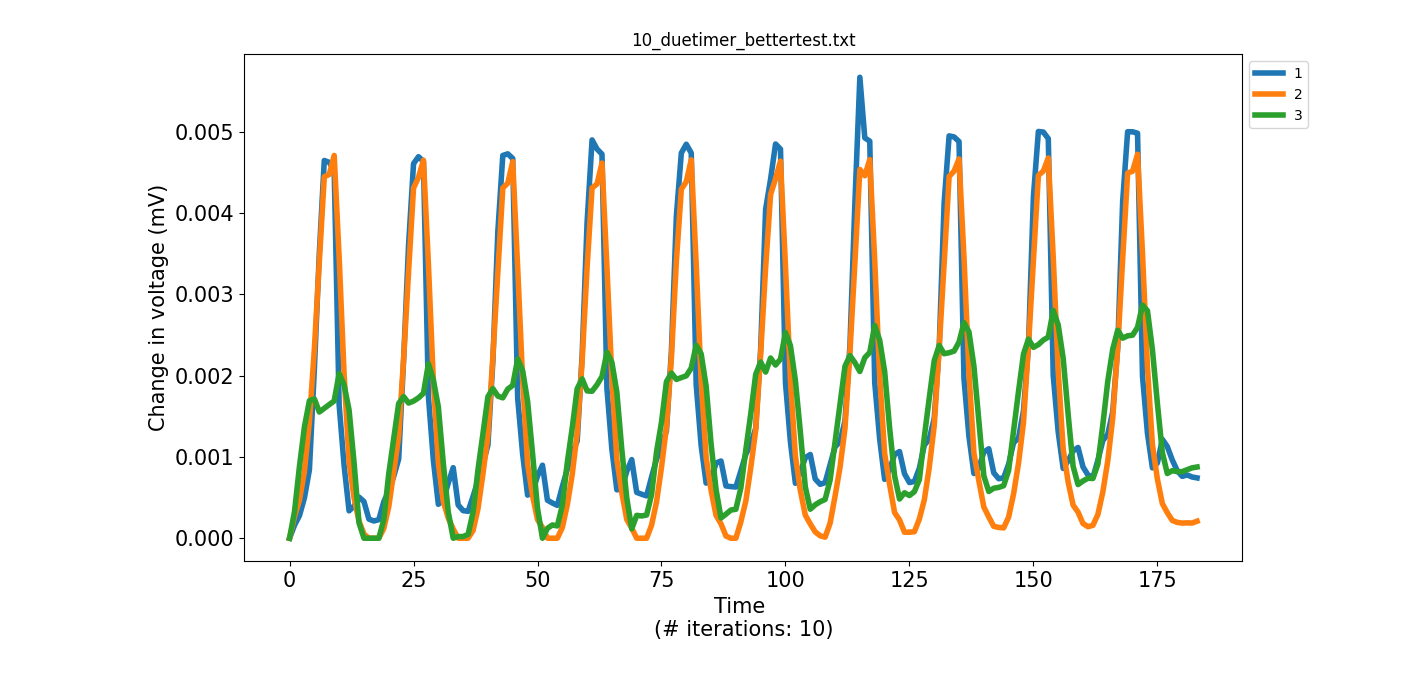 10_duetimer_bettertest.txt
1
2
3
Change in voltage (mV)
0.005
0.004
0.003
0.002
0.001
0.000
0 25 50 75 100 125 150 175
Time
(# iterations: 10)